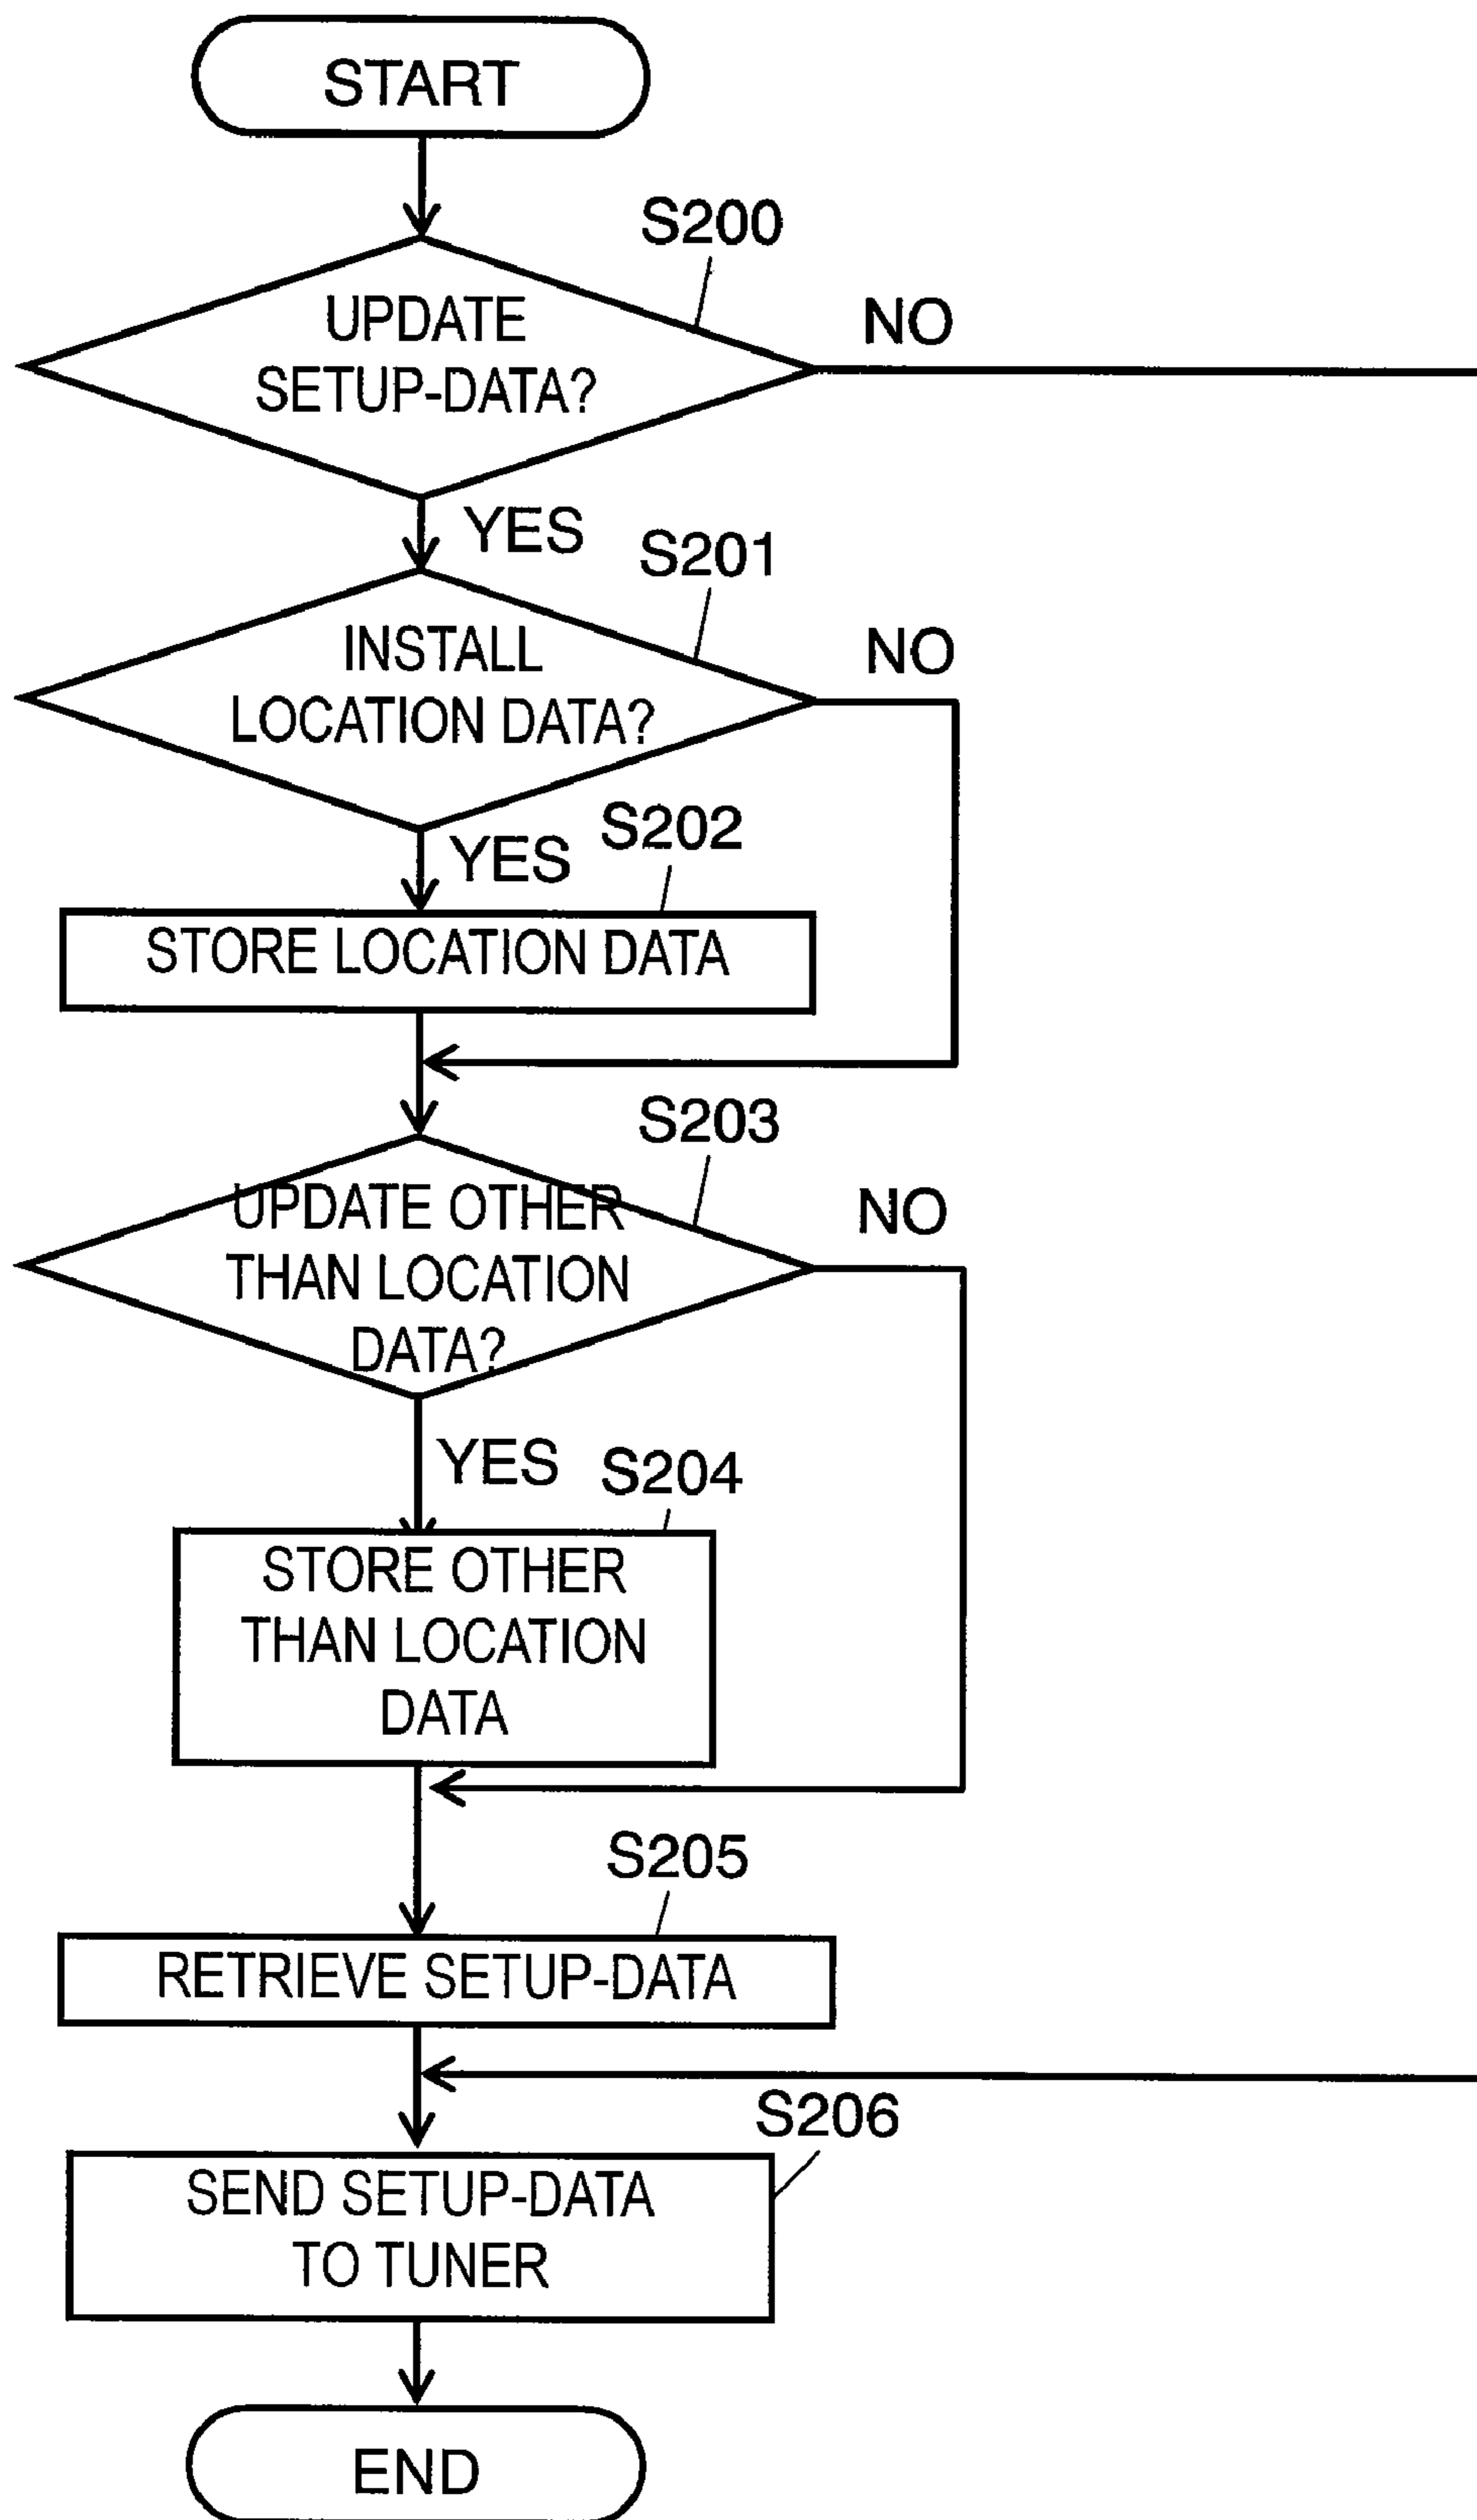 START
S200
UPDATE
SETUP-DATA?
NO
YES
S201
INSTALL
LOCATION DATA?
NO
YES
S202
STORE LOCATION DATA
S203
UPDATE OTHER
THAN LOCATION
DATA?
NO
YES
S204
STORE OTHER
THAN LOCATION
DATA
S205
RETRIEVE SETUP-DATA
S206
SEND SETUP-DATA
TO TUNER
END